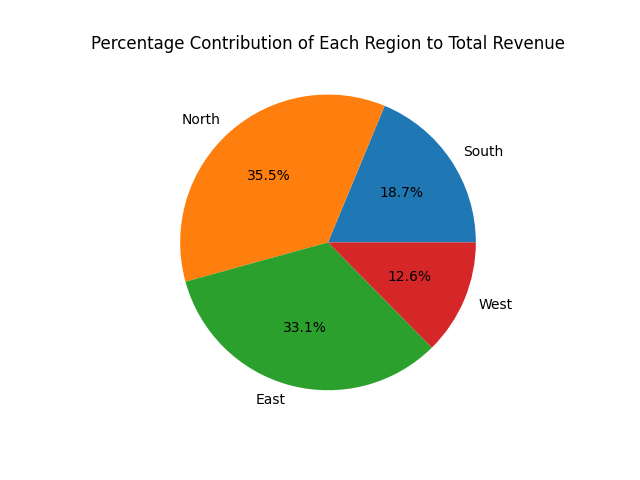 Percentage Contribution of Each Region to Total Revenue
North
South
35.5%
18.7%
12.6%
West
33.1%
East